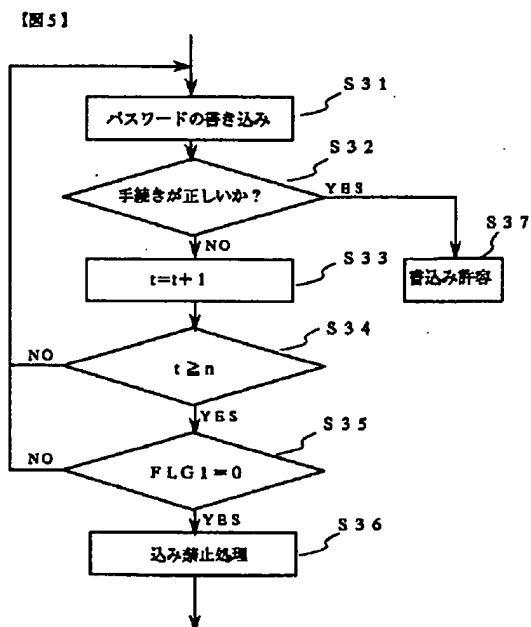 【図5】
S31
パスワードの書き込み
S32
手続きが正しいか?
YES
S37
NO
S33
t=t+1
書込み許容
S34
NO
t≧n
YES
S35
NO
FLG1=0
YES
S36
込み禁止処理